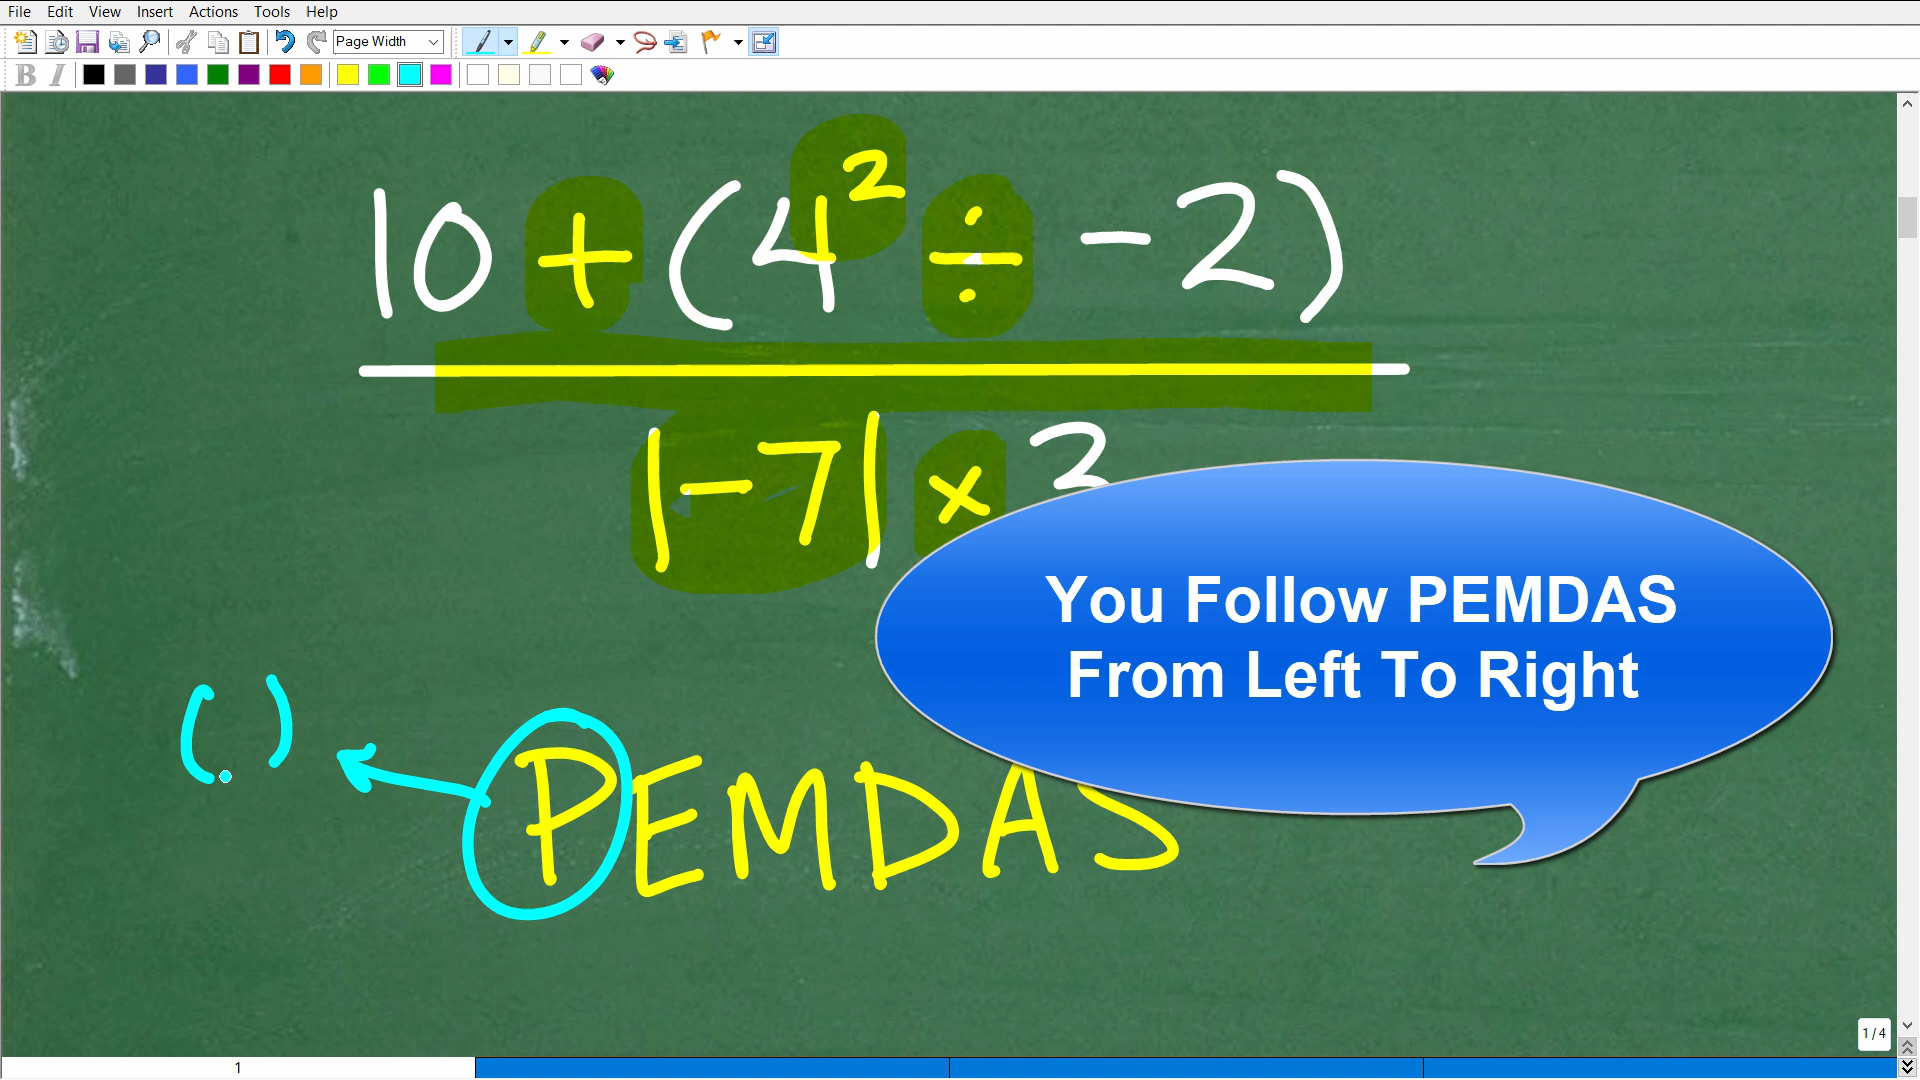 File Edit View Insert Actions Tools Help
Page Width
B I
10 + (4² ÷ -2)
|-7| ×
You Follow PEMDAS
From Left To Right
( )
PEMDAS
1 / 4
1